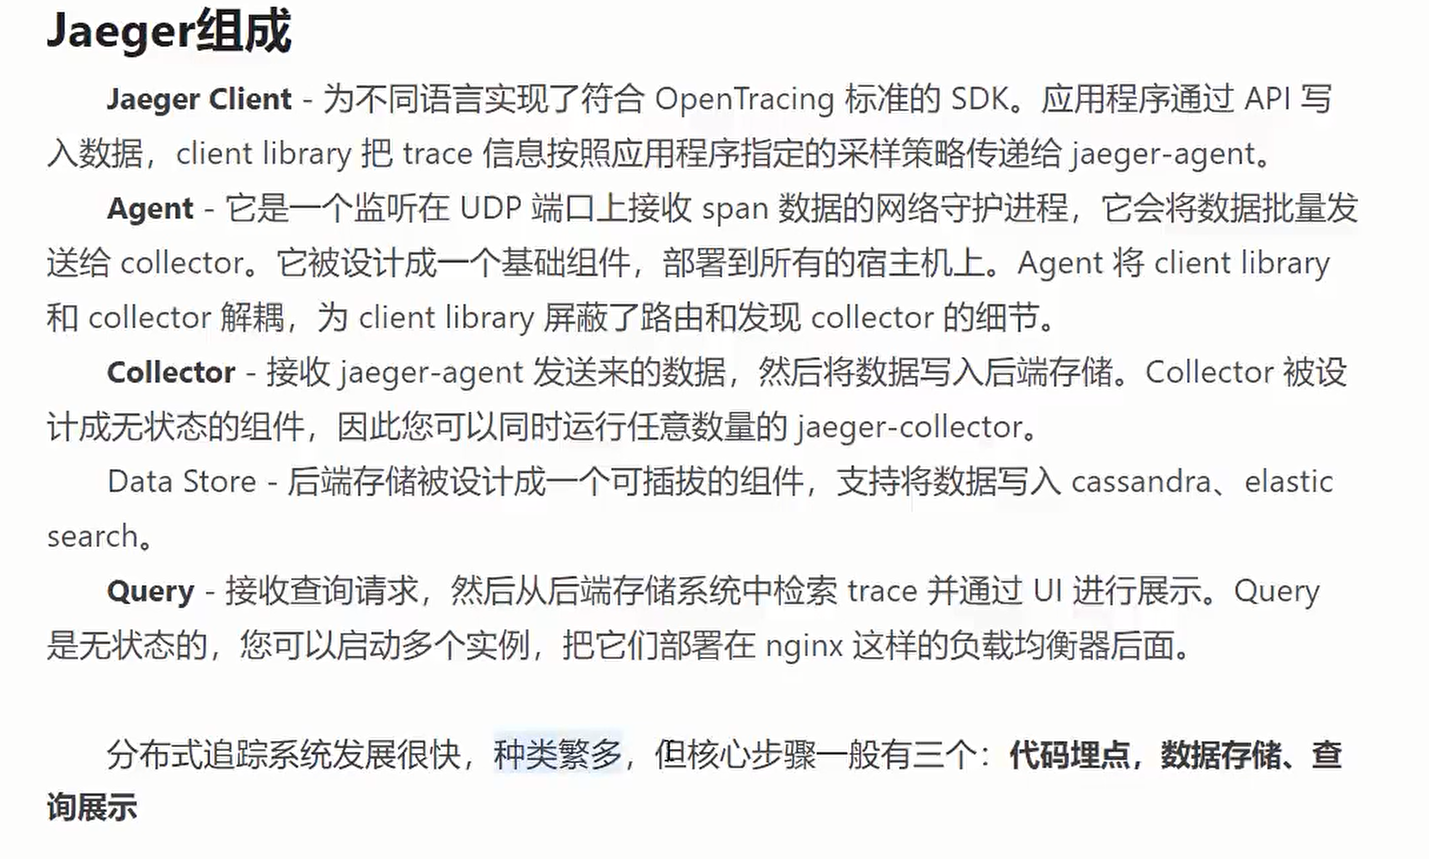 Jaeger组成
Jaeger Client - 为不同语言实现了符合 OpenTracing 标准的 SDK。应用程序通过 API 写
入数据，client library 把 trace 信息按照应用程序指定的采样策略传递给 jaeger-agent。
Agent - 它是一个监听在 UDP 端口上接收 span 数据的网络守护进程，它会将数据批量发
送给 collector。它被设计成一个基础组件，部署到所有的宿主机上。Agent 将 client library
和 collector 解耦，为 client library 屏蔽了路由和发现 collector 的细节。
Collector - 接收 jaeger-agent 发送来的数据，然后将数据写入后端存储。Collector 被设
计成无状态的组件，因此您可以同时运行任意数量的 jaeger-collector。
Data Store - 后端存储被设计成一个可插拔的组件，支持将数据写入 cassandra、elastic
search。
Query - 接收查询请求，然后从后端存储系统中检索 trace 并通过 UI 进行展示。Query
是无状态的，您可以启动多个实例，把它们部署在 nginx 这样的负载均衡器后面。
分布式追踪系统发展很快，种类繁多，但核心步骤一般有三个：代码埋点，数据存储、查
询展示